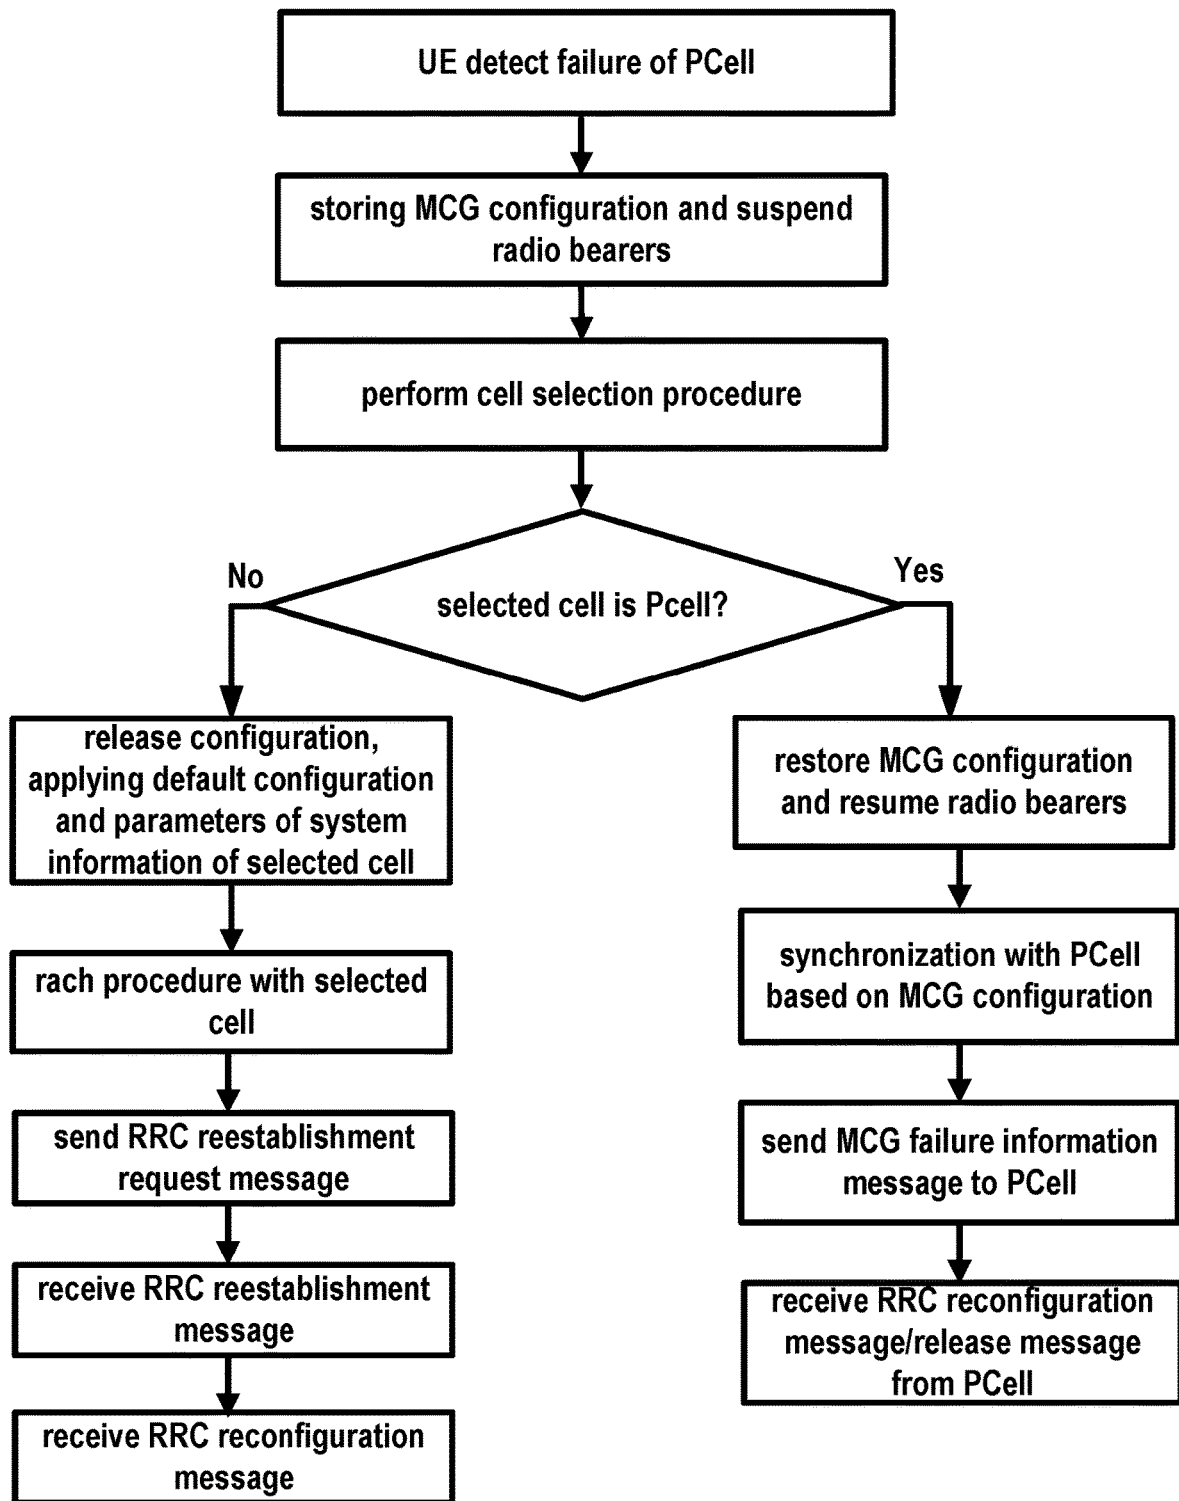 UE detect failure of PCell
storing MCG configuration and suspend
radio bearers
perform cell selection procedure
selected cell is Pcell?
No
Yes
release configuration,
applying default configuration
and parameters of system
information of selected cell
rach procedure with selected
cell
send RRC reestablishment
request message
receive RRC reestablishment
message
receive RRC reconfiguration
message
restore MCG configuration
and resume radio bearers
synchronization with PCell
based on MCG configuration
send MCG failure information
message to PCell
receive RRC reconfiguration
message/release message
from PCell